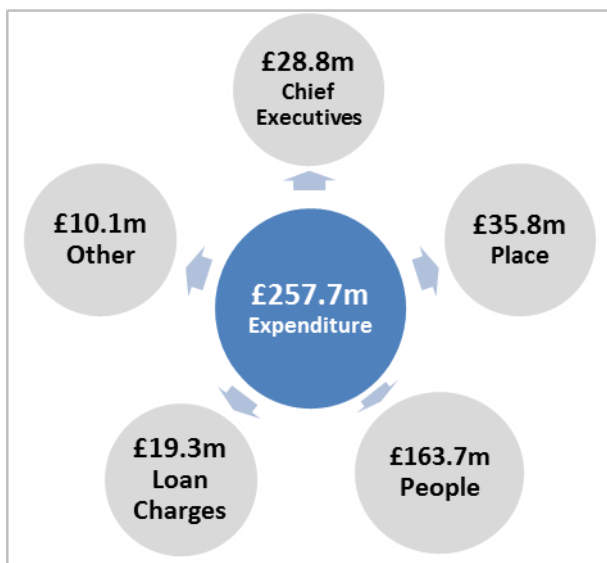 £28.8m
Chief
Executives
£10.1m
Other
£35.8m
Place
£257.7m
Expenditure
£19.3m
Loan
Charges
£163.7m
People